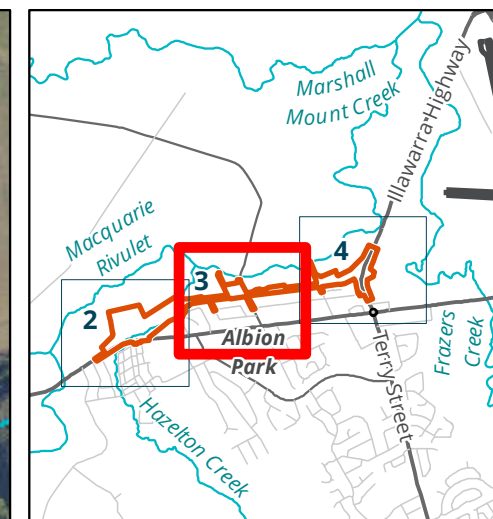 Marshall
Mount Creek
Illawarra Highway
Macquarie
Rivulet
4
3
2
Albion
Park
Frazers
Creek
Terry Street
Hazelton Creek